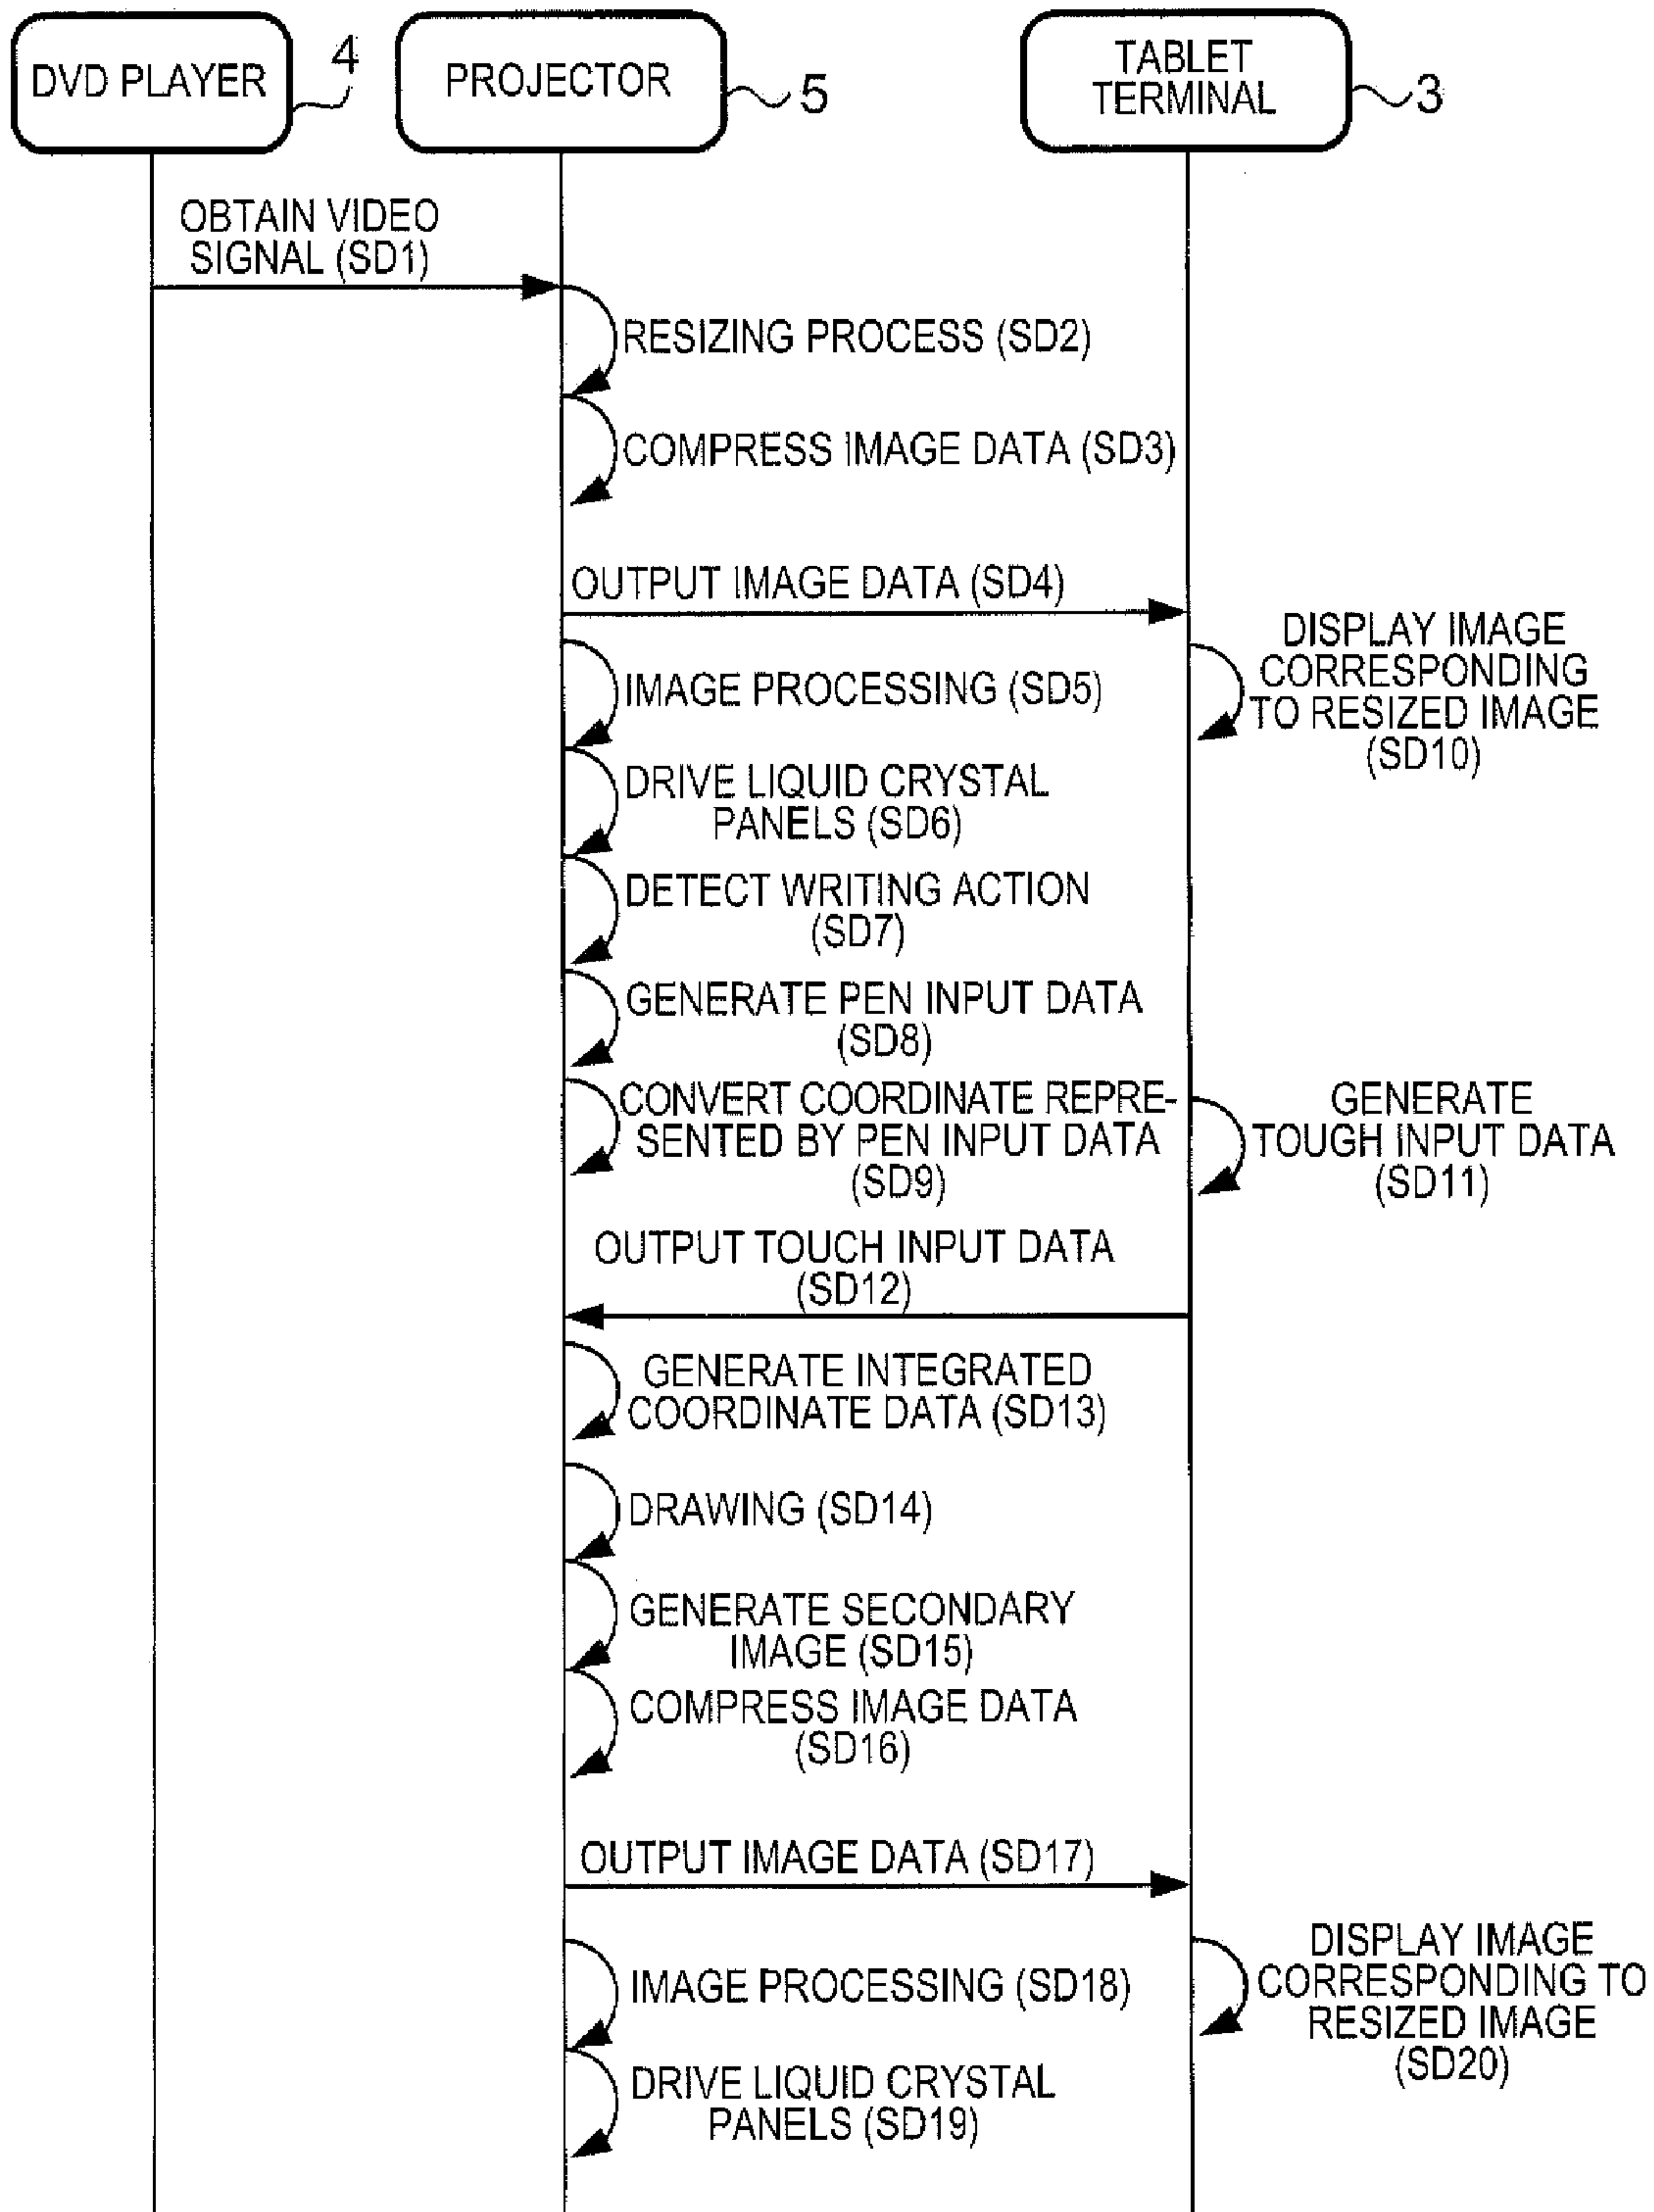 DVD PLAYER
4
PROJECTOR
5
TABLET
TERMINAL
3
OBTAIN VIDEO
SIGNAL (SD1)
RESIZING PROCESS (SD2)
COMPRESS IMAGE DATA (SD3)
OUTPUT IMAGE DATA (SD4)
DISPLAY IMAGE
CORRESPONDING
TO RESIZED IMAGE
(SD10)
IMAGE PROCESSING (SD5)
DRIVE LIQUID CRYSTAL
PANELS (SD6)
DETECT WRITING ACTION
(SD7)
GENERATE PEN INPUT DATA
(SD8)
CONVERT COORDINATE REPRE-
SENTED BY PEN INPUT DATA
(SD9)
GENERATE
TOUGH INPUT DATA
(SD11)
OUTPUT TOUCH INPUT DATA
(SD12)
GENERATE INTEGRATED
COORDINATE DATA (SD13)
DRAWING (SD14)
GENERATE SECONDARY
IMAGE (SD15)
COMPRESS IMAGE DATA
(SD16)
OUTPUT IMAGE DATA (SD17)
IMAGE PROCESSING (SD18)
DISPLAY IMAGE
CORRESPONDING TO
RESIZED IMAGE
(SD20)
DRIVE LIQUID CRYSTAL
PANELS (SD19)